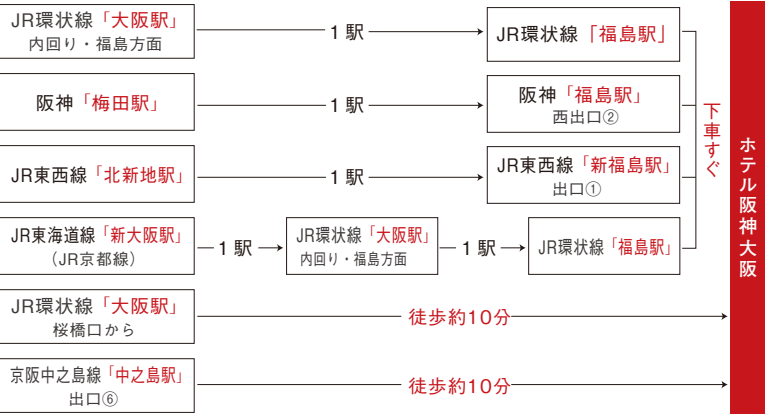 JR環状線「大阪駅」
内回り・福島方面
1駅
JR環状線「福島駅」
阪神「梅田駅」
1駅
阪神「福島駅」
西出口②
JR東西線「北新地駅」
1駅
JR東西線「新福島駅」
出口①
JR東海道線「新大阪駅」
（JR京都線）
1駅
JR環状線「大阪駅」
内回り・福島方面
1駅
JR環状線「福島駅」
下車すぐ
JR環状線「大阪駅」
桜橋口から
徒歩約10分
京阪中之島線「中之島駅」
出口⑥
徒歩約10分
ホテル阪神大阪